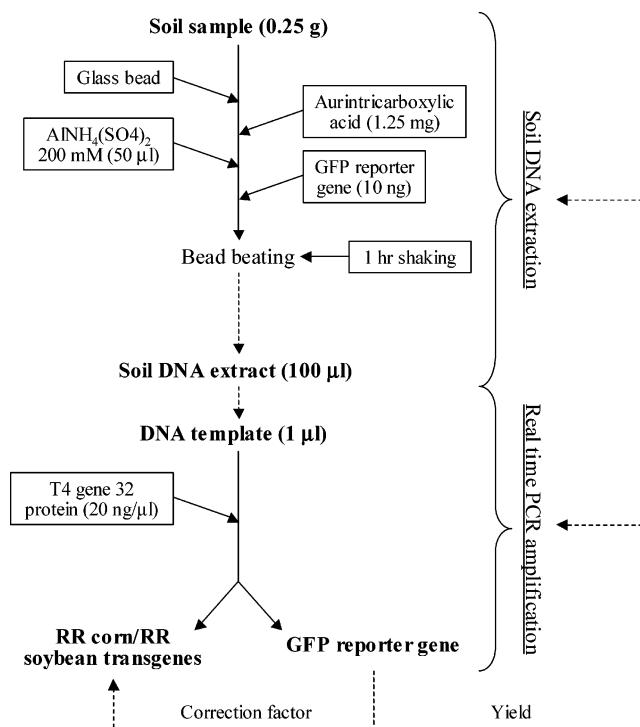 Soil sample (0.25 g)
Glass bead
Aurintricarboxylic
acid (1.25 mg)
AlNH₄(SO4)₂
200 mM (50 µl)
GFP reporter
gene (10 ng)
Bead beating
1 hr shaking
Soil DNA extraction
Soil DNA extract (100 µl)
DNA template (1 µl)
T4 gene 32
protein (20 ng/µl)
Real time PCR amplification
RR corn/RR
soybean transgenes
GFP reporter gene
Correction factor
Yield